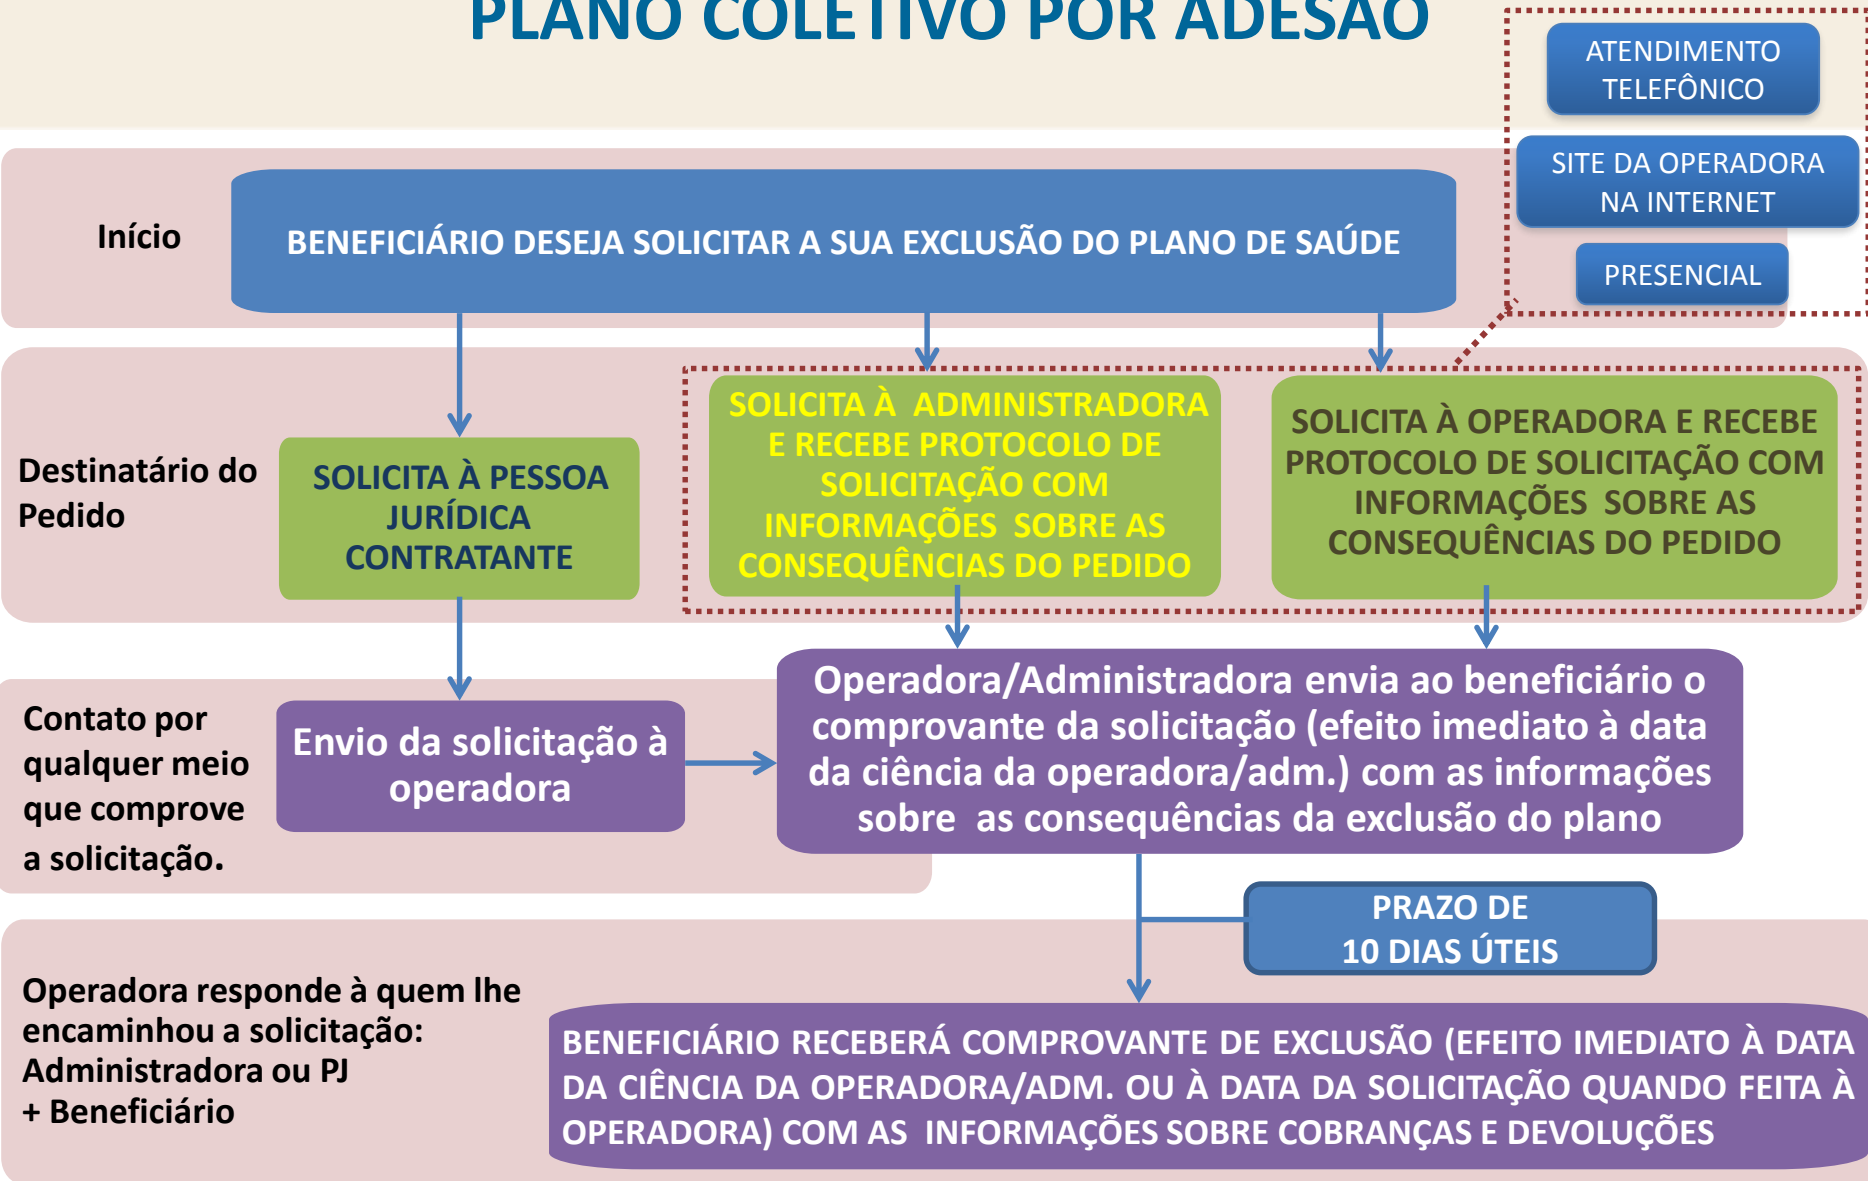 PLANO COLETIVO POR ADESÃO
ATENDIMENTO
TELEFÔNICO
SITE DA OPERADORA
NA INTERNET
PRESENCIAL
Início
BENEFICIÁRIO DESEJA SOLICITAR A SUA EXCLUSÃO DO PLANO DE SAÚDE
Destinatário do
Pedido
SOLICITA À PESSOA
JURÍDICA
CONTRATANTE
SOLICITA À ADMINISTRADORA
E RECEBE PROTOCOLO DE
SOLICITAÇÃO COM
INFORMAÇÕES SOBRE AS
CONSEQUÊNCIAS DO PEDIDO
SOLICITA À OPERADORA E RECEBE
PROTOCOLO DE SOLICITAÇÃO COM
INFORMAÇÕES SOBRE AS
CONSEQUÊNCIAS DO PEDIDO
Contato por
qualquer meio
que comprove
a solicitação.
Envio da solicitação à
operadora
Operadora/Administradora envia ao beneficiário o
comprovante da solicitação (efeito imediato à data
da ciência da operadora/adm.) com as informações
sobre as consequências da exclusão do plano
PRAZO DE
10 DIAS ÚTEIS
Operadora responde à quem lhe
encaminhou a solicitação:
Administradora ou PJ
+ Beneficiário
BENEFICIÁRIO RECEBERÁ COMPROVANTE DE EXCLUSÃO (EFEITO IMEDIATO À DATA
DA CIÊNCIA DA OPERADORA/ADM. OU À DATA DA SOLICITAÇÃO QUANDO FEITA À
OPERADORA) COM AS INFORMAÇÕES SOBRE COBRANÇAS E DEVOLUÇÕES